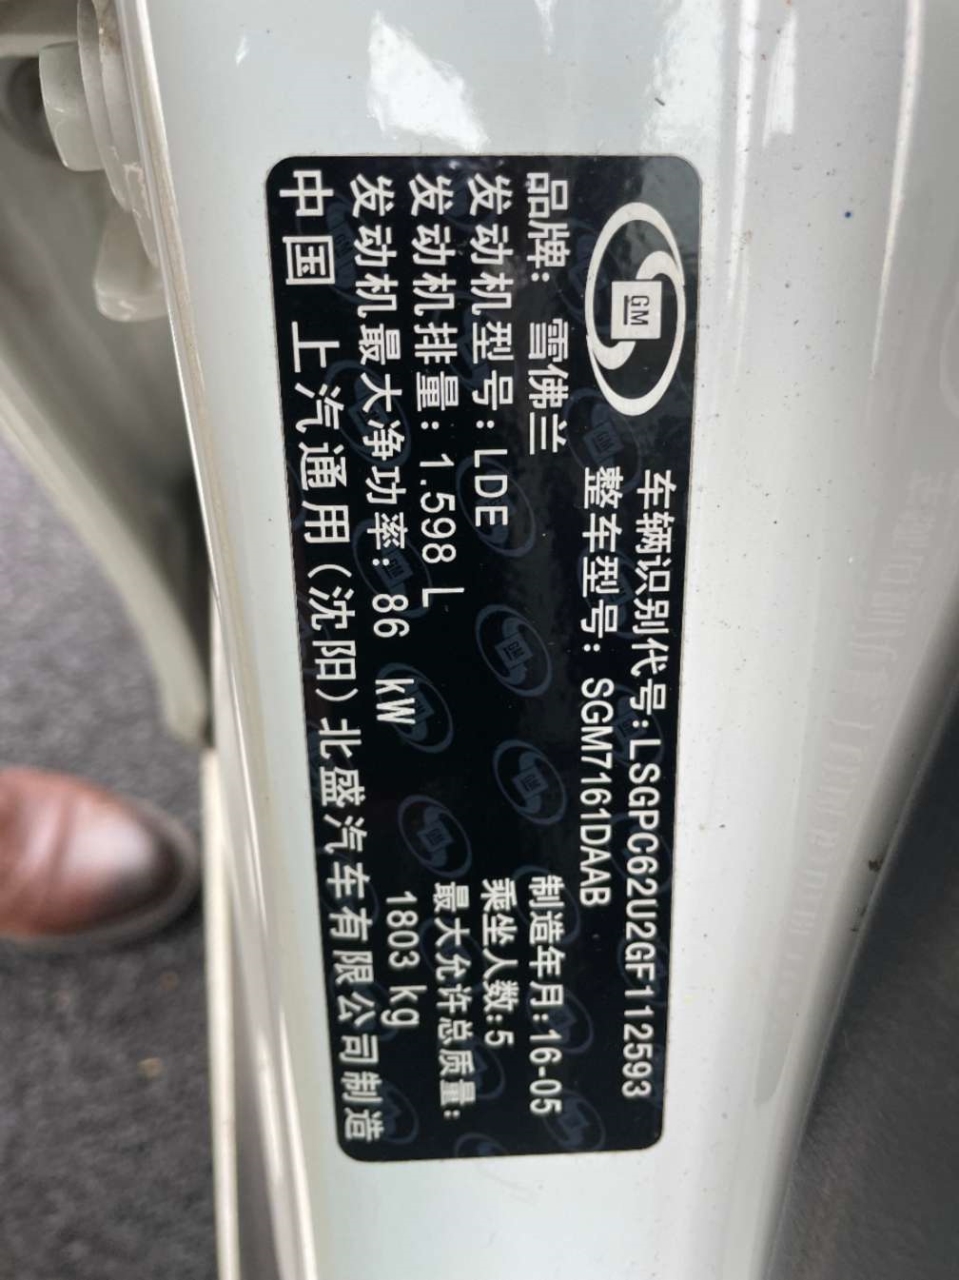 GM
车辆识别代号:LSGPC62U2GF112593
整车型号: SGM7161DAAB
品牌: 雪佛兰
制造年月:16-05
发动机型号:LDE
乘坐人数:5
发动机排量:1.598 L
最大允许总质量:
发动机最大净功率:86 kW
1803 kg
中国 上汽通用(沈阳)北盛汽车有限公司制造